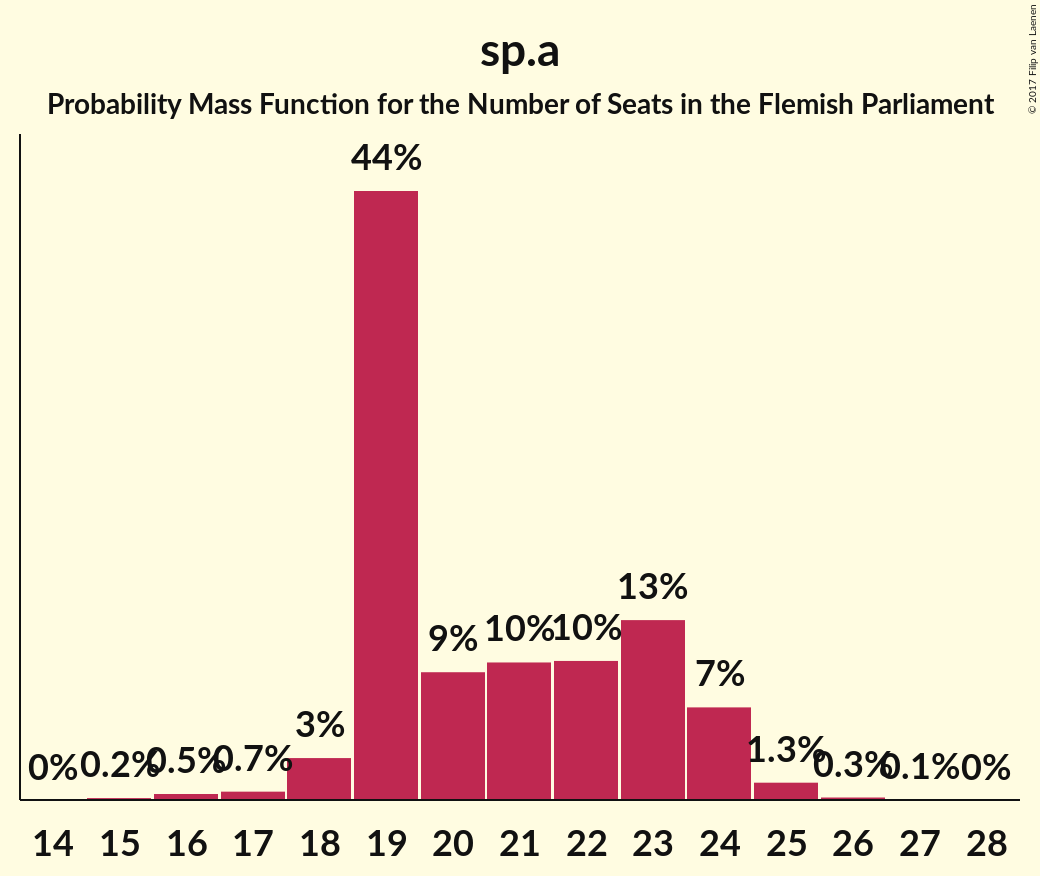 sp.a
Probability Mass Function for the Number of Seats in the Flemish Parliament
© 2017 Filip van Laenen
44%
13%
9% 10% 10%
7%
3%
0% 0.2% 0.5% 0.7% 1.3% 0.3% 0.1% 0%
14 15 16 17 18 19 20 21 22 23 24 25 26 27 28